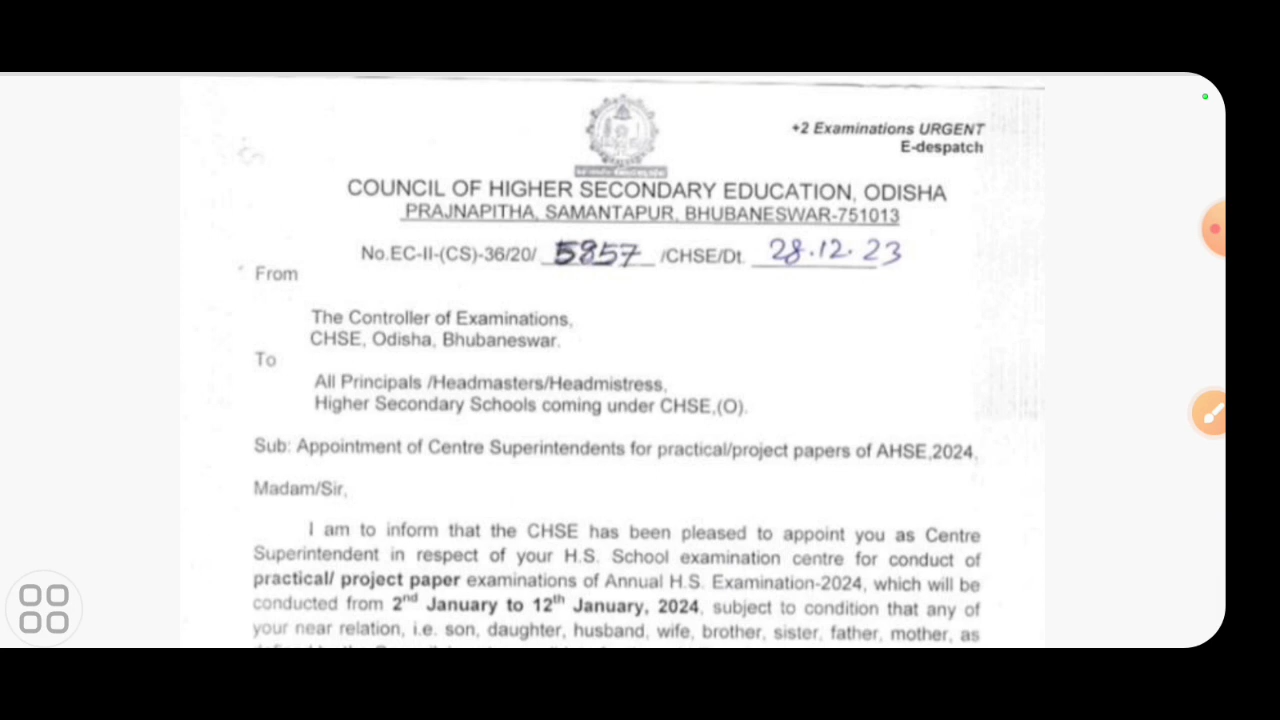 +2 Examinations URGENT
E-despatch
COUNCIL OF HIGHER SECONDARY EDUCATION, ODISHA
PRAJNAPITHA, SAMANTAPUR, BHUBANESWAR-751013
No.EC-II-(CS)-36/20/ 5857 /CHSE/Dt. 28.12.23
From
The Controller of Examinations,
CHSE, Odisha, Bhubaneswar.
To
All Principals /Headmasters/Headmistress,
Higher Secondary Schools coming under CHSE,(O).
Sub: Appointment of Centre Superintendents for practical/project papers of AHSE,2024.
Madam/Sir,
I am to inform that the CHSE has been pleased to appoint you as Centre
Superintendent in respect of your H.S. School examination centre for conduct of
practical/ project paper examinations of Annual H.S. Examination-2024, which will be
conducted from 2nd January to 12th January, 2024, subject to condition that any of
your near relation, i.e. son, daughter, husband, wife, brother, sister, father, mother, as